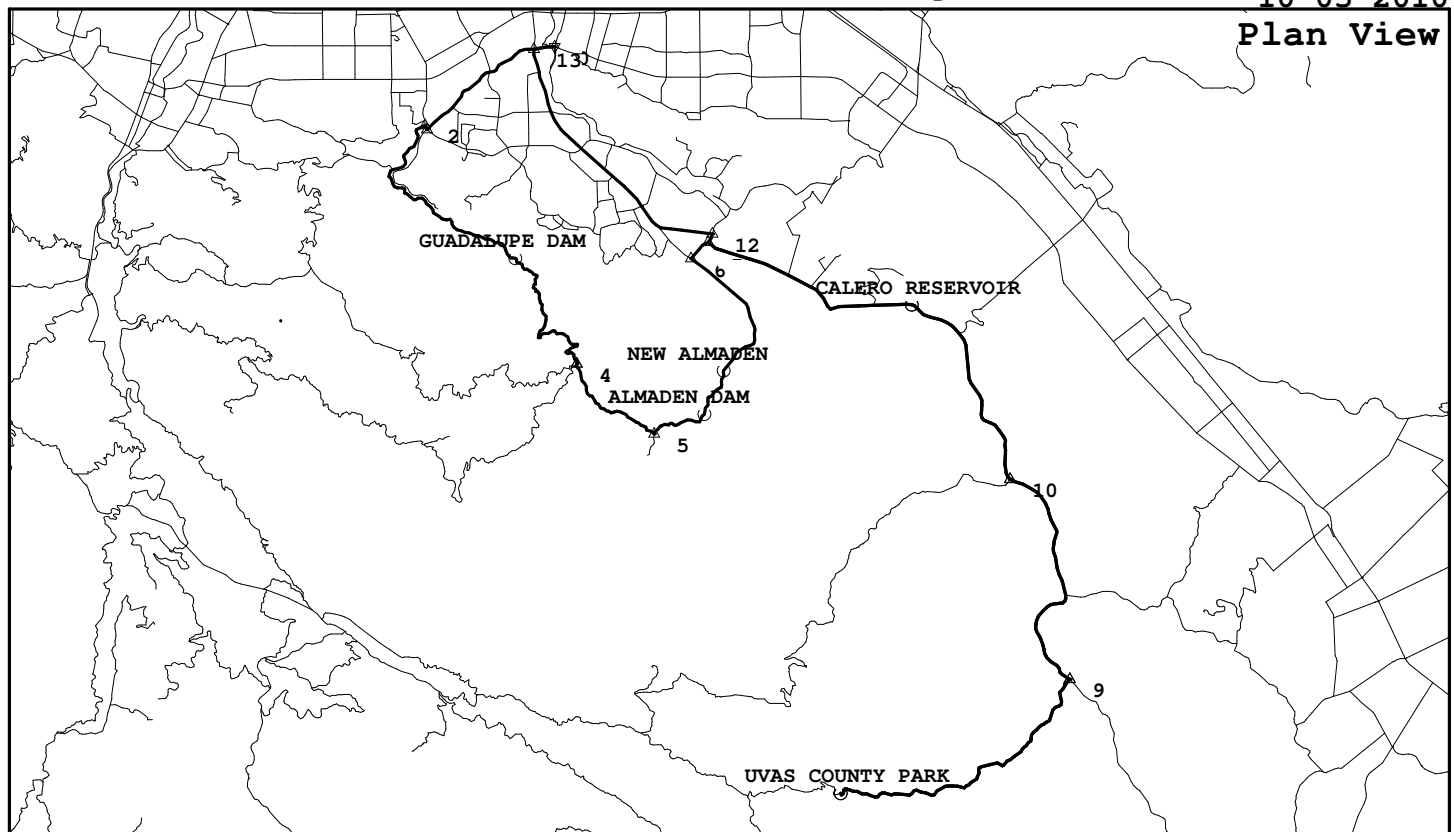 Plan View
13
2
GUADALUPE DAM
12
6
CALERO RESERVOIR
NEW ALMADEN
4
ALMADEN DAM
5
10
9
UVAS COUNTY PARK